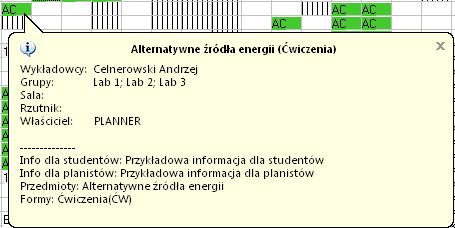 AC AC AC
AC AC
Alternatywne źródła energii (Ćwiczenia)
Wykładowcy: Celnerowski Andrzej
Grupy: Lab 1; Lab 2; Lab 3
Sala:
Rzutnik:
Właściciel: PLANNER
--------------
Info dla studentów: Przykładowa informacja dla studentów
Info dla planistów: Przykładowa informacja dla planistów
Przedmioty: Alternatywne źródła energii
Formy: Ćwiczenia(CW)